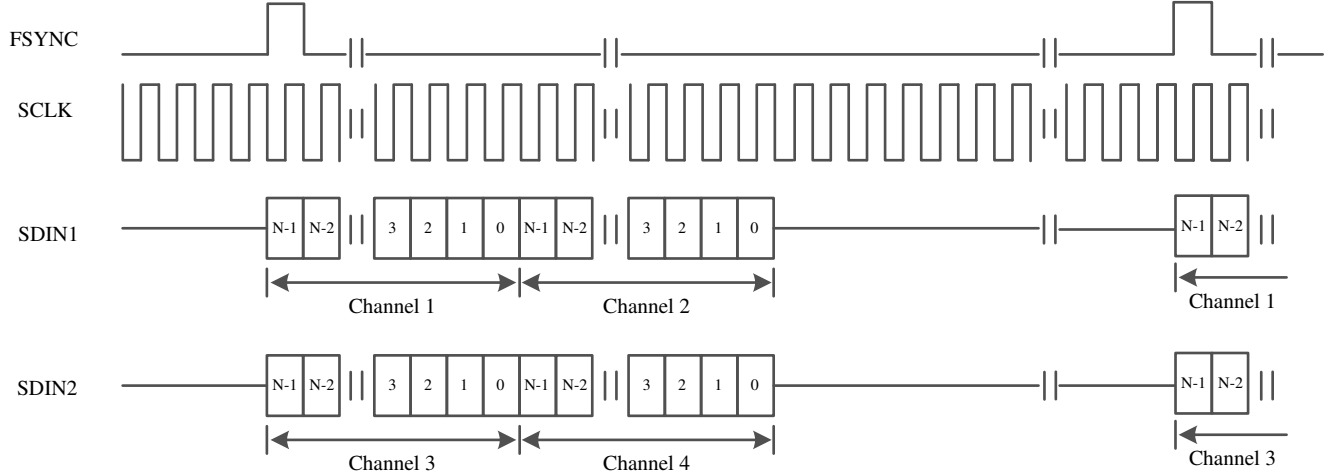 FSYNC
SCLK
SDIN1
N-1 N-2 3 2 1 0 N-1 N-2 3 2 1 0 N-1 N-2
Channel 1 Channel 2 Channel 1
SDIN2
N-1 N-2 3 2 1 0 N-1 N-2 3 2 1 0 N-1 N-2
Channel 3 Channel 4 Channel 3